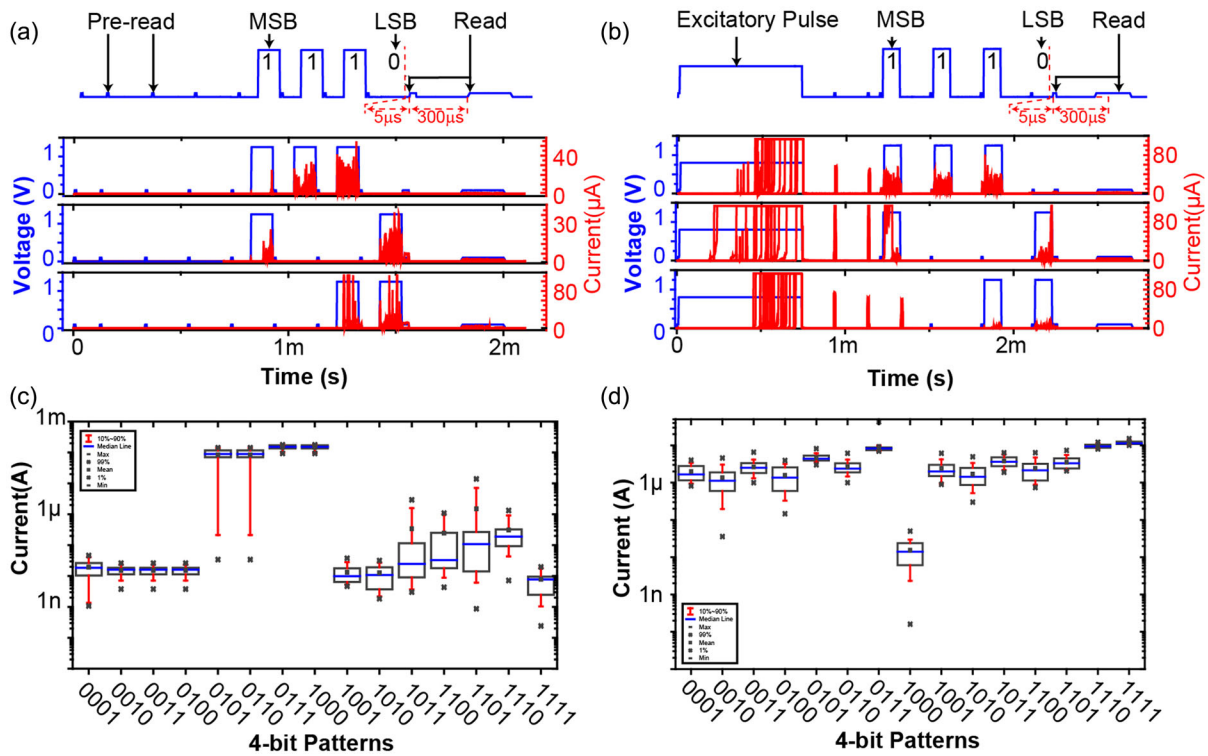 (a)
Pre-read
MSB
LSB
Read
1 1 1 0
5µs 300µs
Voltage (V)
Current(µA)
1
0
40
0
1
0
30
0
1
0
80
40
0
0 1m 2m
Time (s)
(b)
Excitatory Pulse
MSB
LSB
Read
1 1 1 0
5µs 300µs
Voltage (V)
Current(µA)
1
0
80
40
0
1
0
80
40
0
1
0
80
40
0
0 1m 2m
Time (s)
(c)
1m
1µ
1n
Current(A)
10%~90%
Median Line
Max
99%
Mean
1%
Min
0001 0010 0011 0100 0101 0110 0111 1000 1001 1010 1011 1100 1101 1110 1111
4-bit Patterns
(d)
1µ
1n
Current (A)
10%~90%
Median Line
Max
99%
Mean
1%
Min
0001 0010 0011 0100 0101 0110 0111 1000 1001 1010 1011 1100 1101 1110 1111
4-bit Patterns